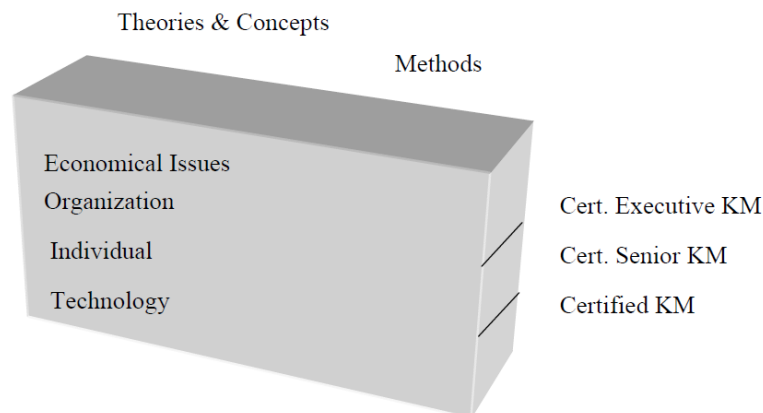 Theories & Concepts
Methods
Economical Issues
Organization
Individual
Technology
Cert. Executive KM
Cert. Senior KM
Certified KM